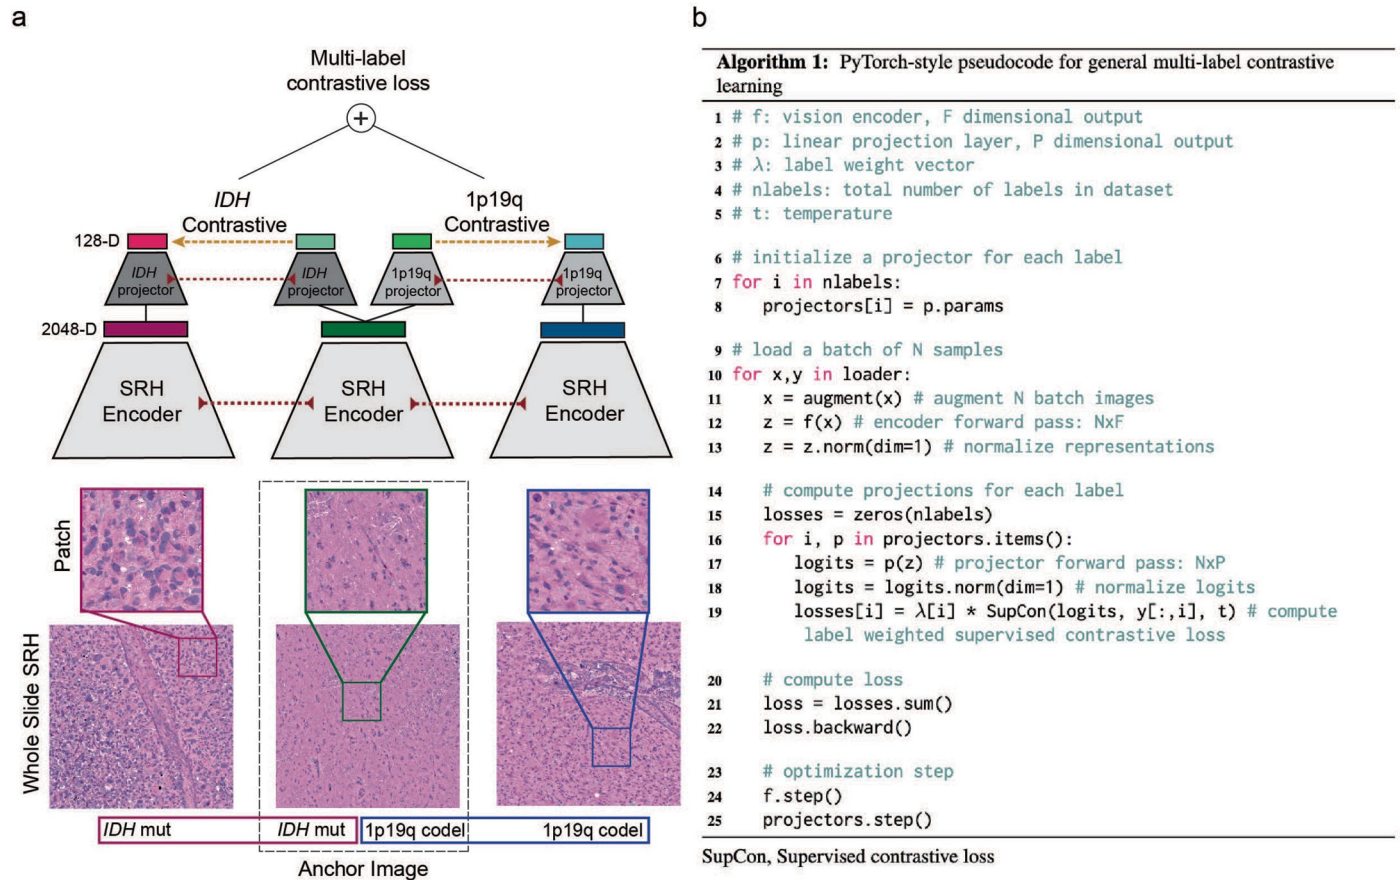 a
Multi-label
contrastive loss
+
IDH
Contrastive
1p19q
Contrastive
128-D
IDH
projector
IDH
projector
1p19q
projector
1p19q
projector
2048-D
SRH
Encoder
SRH
Encoder
SRH
Encoder
Patch
Whole Slide SRH
IDH mut
IDH mut
1p19q codel
1p19q codel
Anchor Image
b
Algorithm 1: PyTorch-style pseudocode for general multi-label contrastive
learning
1 # f: vision encoder, F dimensional output
2 # p: linear projection layer, P dimensional output
3 # λ: label weight vector
4 # nlabels: total number of labels in dataset
5 # t: temperature
6 # initialize a projector for each label
7 for i in nlabels:
8 projectors[i] = p.params
9 # load a batch of N samples
10 for x,y in loader:
11 x = augment(x) # augment N batch images
12 z = f(x) # encoder forward pass: NxF
13 z = z.norm(dim=1) # normalize representations
14 # compute projections for each label
15 losses = zeros(nlabels)
16 for i, p in projectors.items():
17 logits = p(z) # projector forward pass: NxP
18 logits = logits.norm(dim=1) # normalize logits
19 losses[i] = λ[i] * SupCon(logits, y[:,i], t) # compute
label weighted supervised contrastive loss
20 # compute loss
21 loss = losses.sum()
22 loss.backward()
23 # optimization step
24 f.step()
25 projectors.step()
SupCon, Supervised contrastive loss